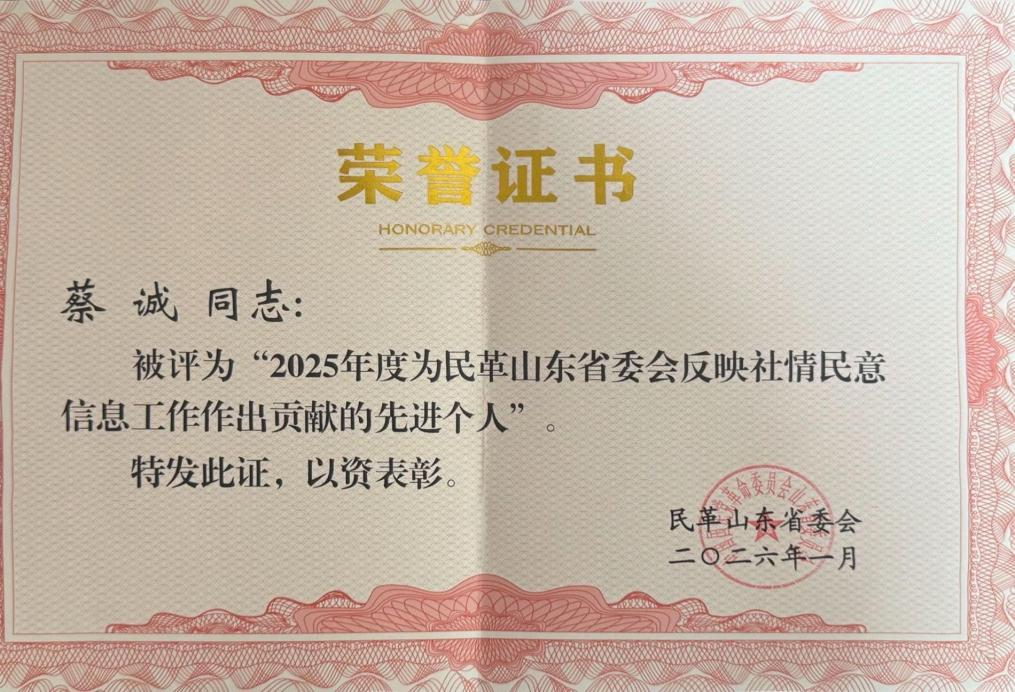 荣誉证书
HONORARY CREDENTIAL
蔡 诚 同志：
被评为“2025年度为民革山东省委会反映社情民意
信息工作作出贡献的先进个人”。
特发此证，以资表彰。
民革山东省委会
二〇二六年一月